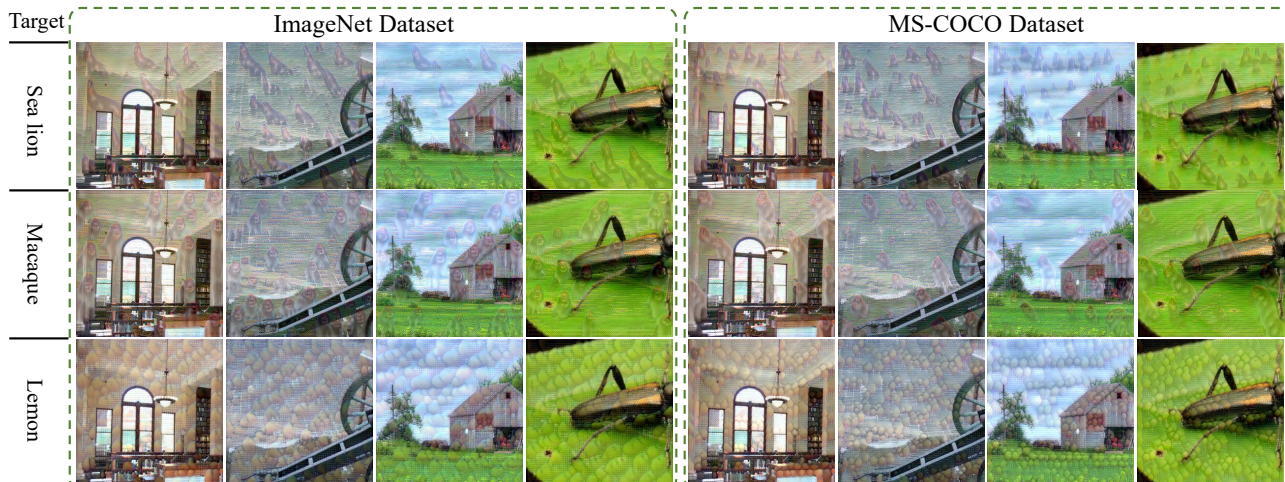 Target
ImageNet Dataset
MS-COCO Dataset
Sea lion
Macaque
Lemon